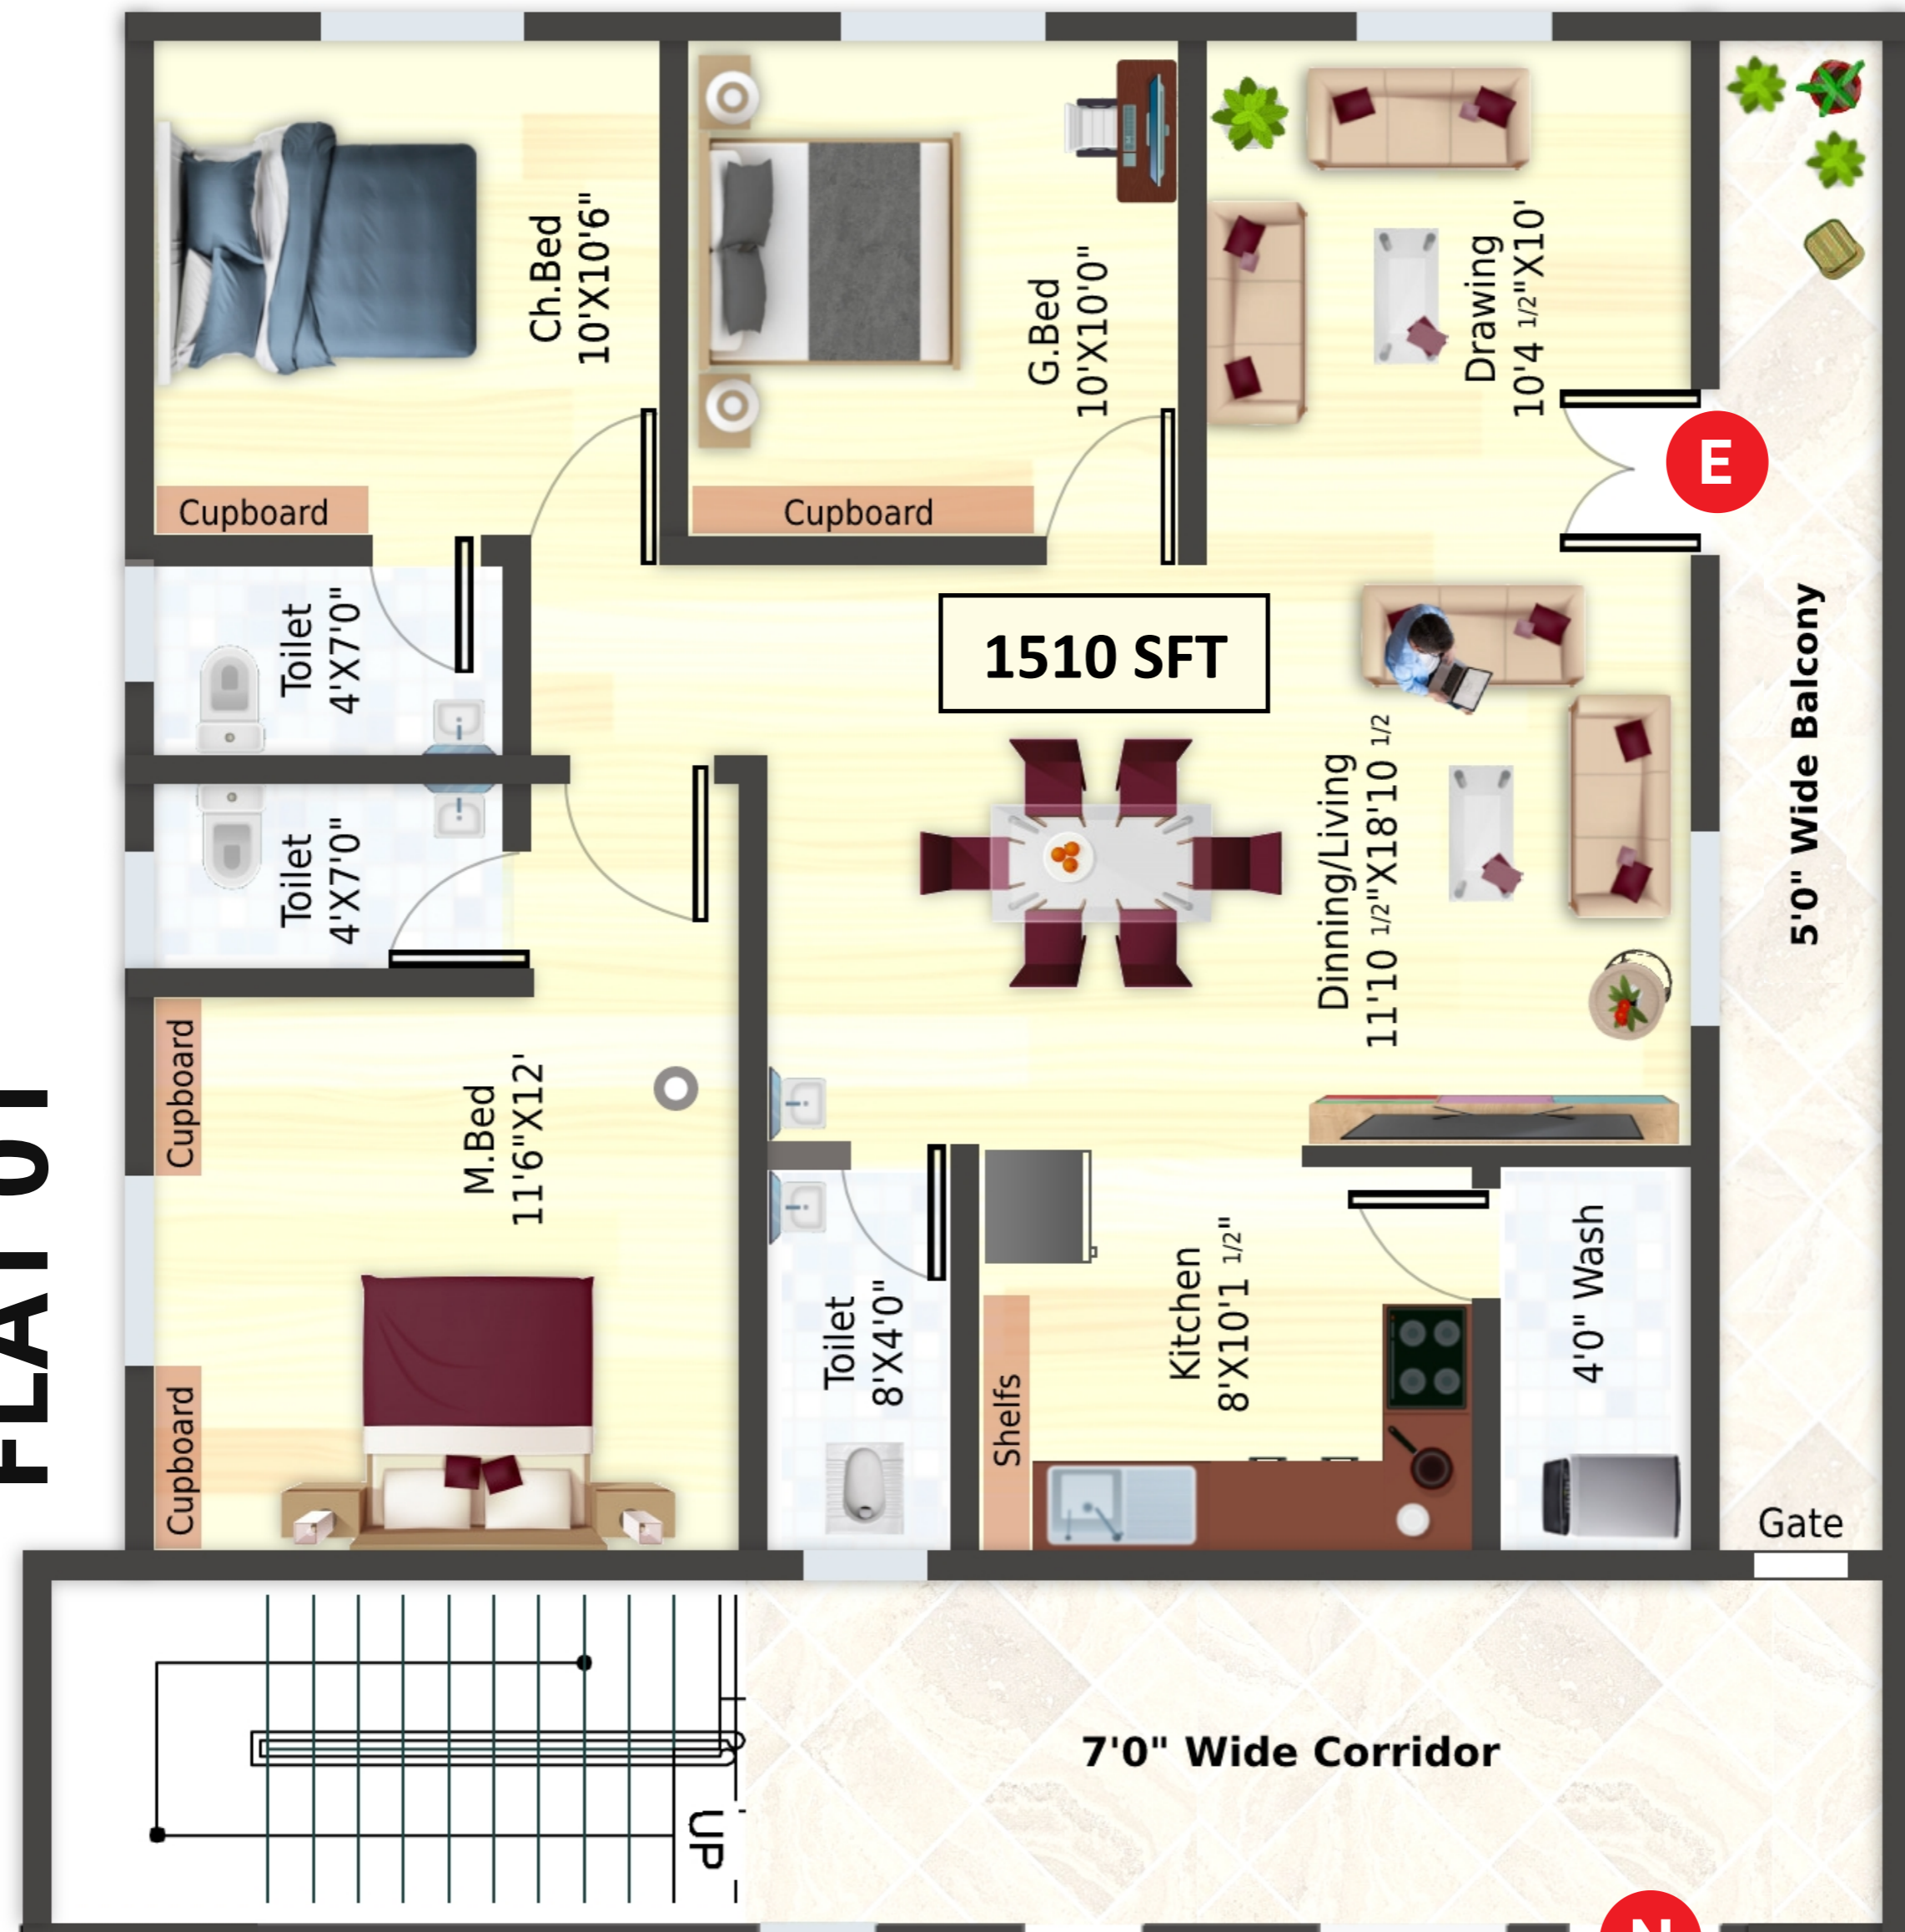 Ch.Bed
10'X10'6"
G.Bed
10'X10'0"
Drawing
10'4 1/2"X10'
E
Cupboard
Cupboard
Toilet
4'X7'0"
1510 SFT
5'0" Wide Balcony
Toilet
4'X7'0"
Dinning/Living
11'10 1/2"X18'10 1/2
Cupboard
M.Bed
11'6"X12'
Cupboard
Toilet
8'X4'0"
Shelfs
Kitchen
8'X10'1 1/2"
4'0" Wash
Gate
7'0" Wide Corridor
UP
FLAT 01
N